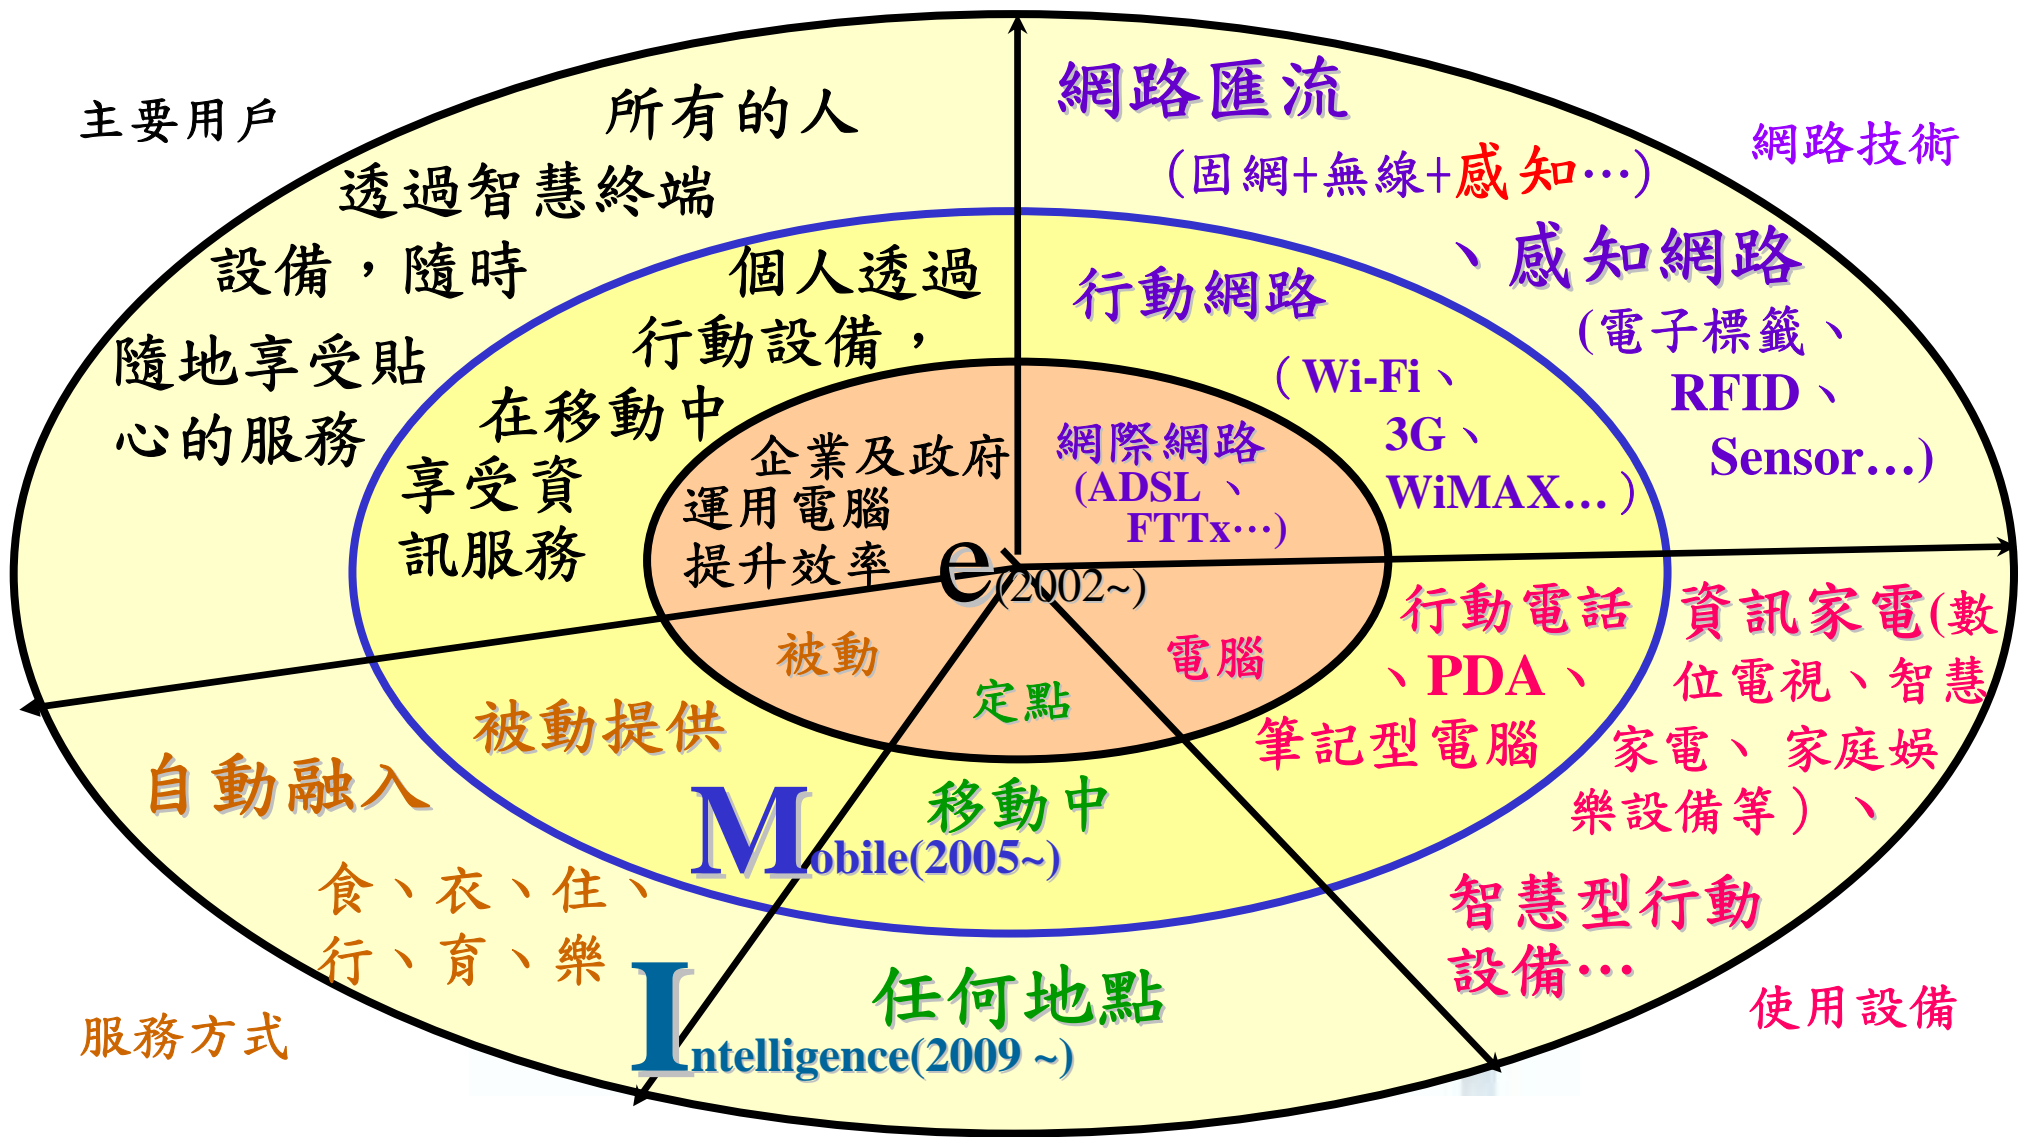 主要用戶
所有的人
透過智慧終端
設備，隨時
隨地享受貼
心的服務
個人透過
行動設備，
在移動中
享受資
訊服務
企業及政府
運用電腦
提升效率
網路技術
網路匯流
（固網+無線+感知…）
、感知網路
(電子標籤、
RFID、
Sensor…)
行動網路
（Wi-Fi、
3G、
WiMAX…）
網際網路
(ADSL、
FTTx…)
e(2002~)
被動
定點
電腦
行動電話
、PDA、
筆記型電腦
資訊家電(數
位電視、智慧
家電、家庭娛
樂設備等）、
智慧型行動
設備…
使用設備
被動提供
移動中
Mobile(2005~)
自動融入
食、衣、住、
行、育、樂
任何地點
Intelligence(2009 ~)
服務方式